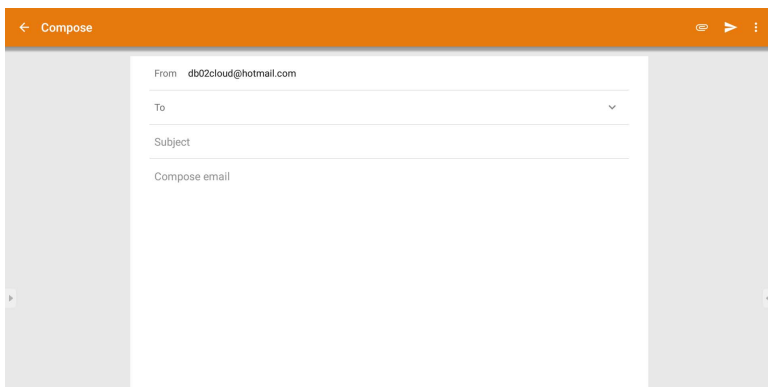 Compose
From db02cloud@hotmail.com
To
Subject
Compose email